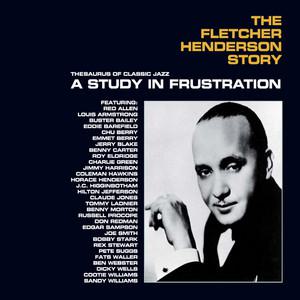 THE
FLETCHER
HENDERSON
STORY
THESAURUS OF CLASSIC JAZZ
A STUDY IN FRUSTRATION
FEATURING:
RED ALLEN
LOUIS ARMSTRONG
BUSTER BAILEY
EDDIE BAREFIELD
CHU BERRY
EMMET BERRY
JERRY BLAKE
BENNY CARTER
ROY ELDRIDGE
CHARLIE GREEN
JIMMY HARRISON
COLEMAN HAWKINS
HORACE HENDERSON
J.C. HIGGINBOTHAM
HILTON JEFFERSON
CLAUDE JONES
TOMMY LADNIER
BENNY MORTON
RUSSELL PROCOPE
DON REDMAN
EDGAR SAMPSON
JOE SMITH
BOBBY STARK
REX STEWART
PETE SUGGS
FATS WALLER
BEN WEBSTER
DICKY WELLS
COOTIE WILLIAMS
SANDY WILLIAMS